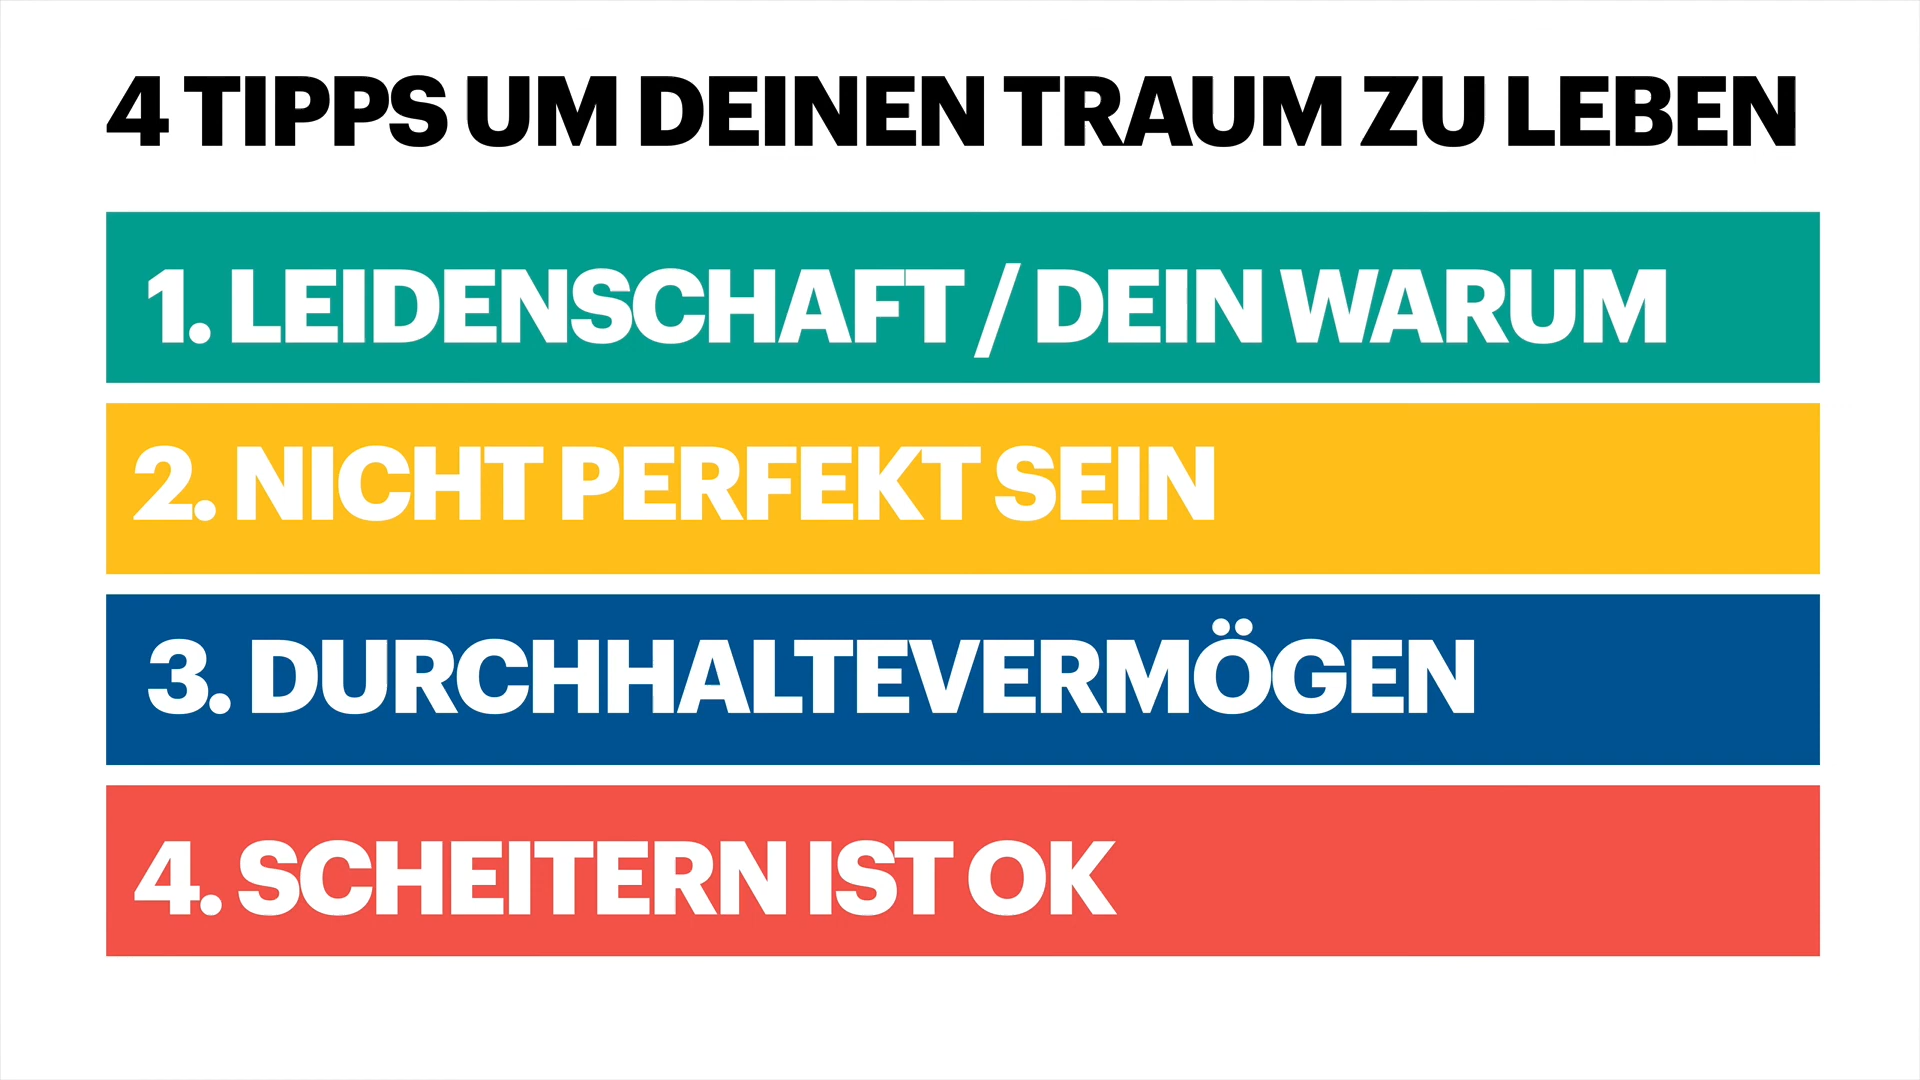 4 TIPPS UM DEINEN TRAUM ZU LEBEN
1. LEIDENSCHAFT / DEIN WARUM
2. NICHT PERFEKT SEIN
3. DURCHHALTEVERMÖGEN
4. SCHEITERN IST OK